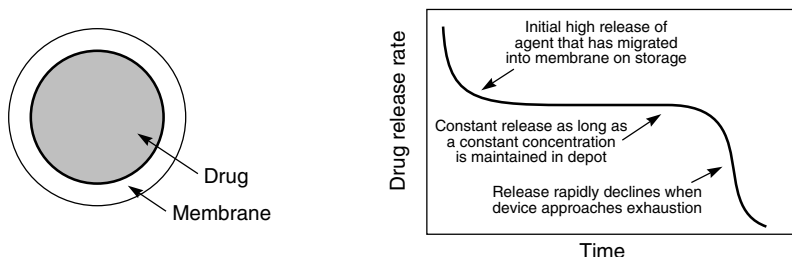 Drug
Membrane
Drug release rate
Initial high release of
agent that has migrated
into membrane on storage
Constant release as long as
a constant concentration
is maintained in depot
Release rapidly declines when
device approaches exhaustion
Time